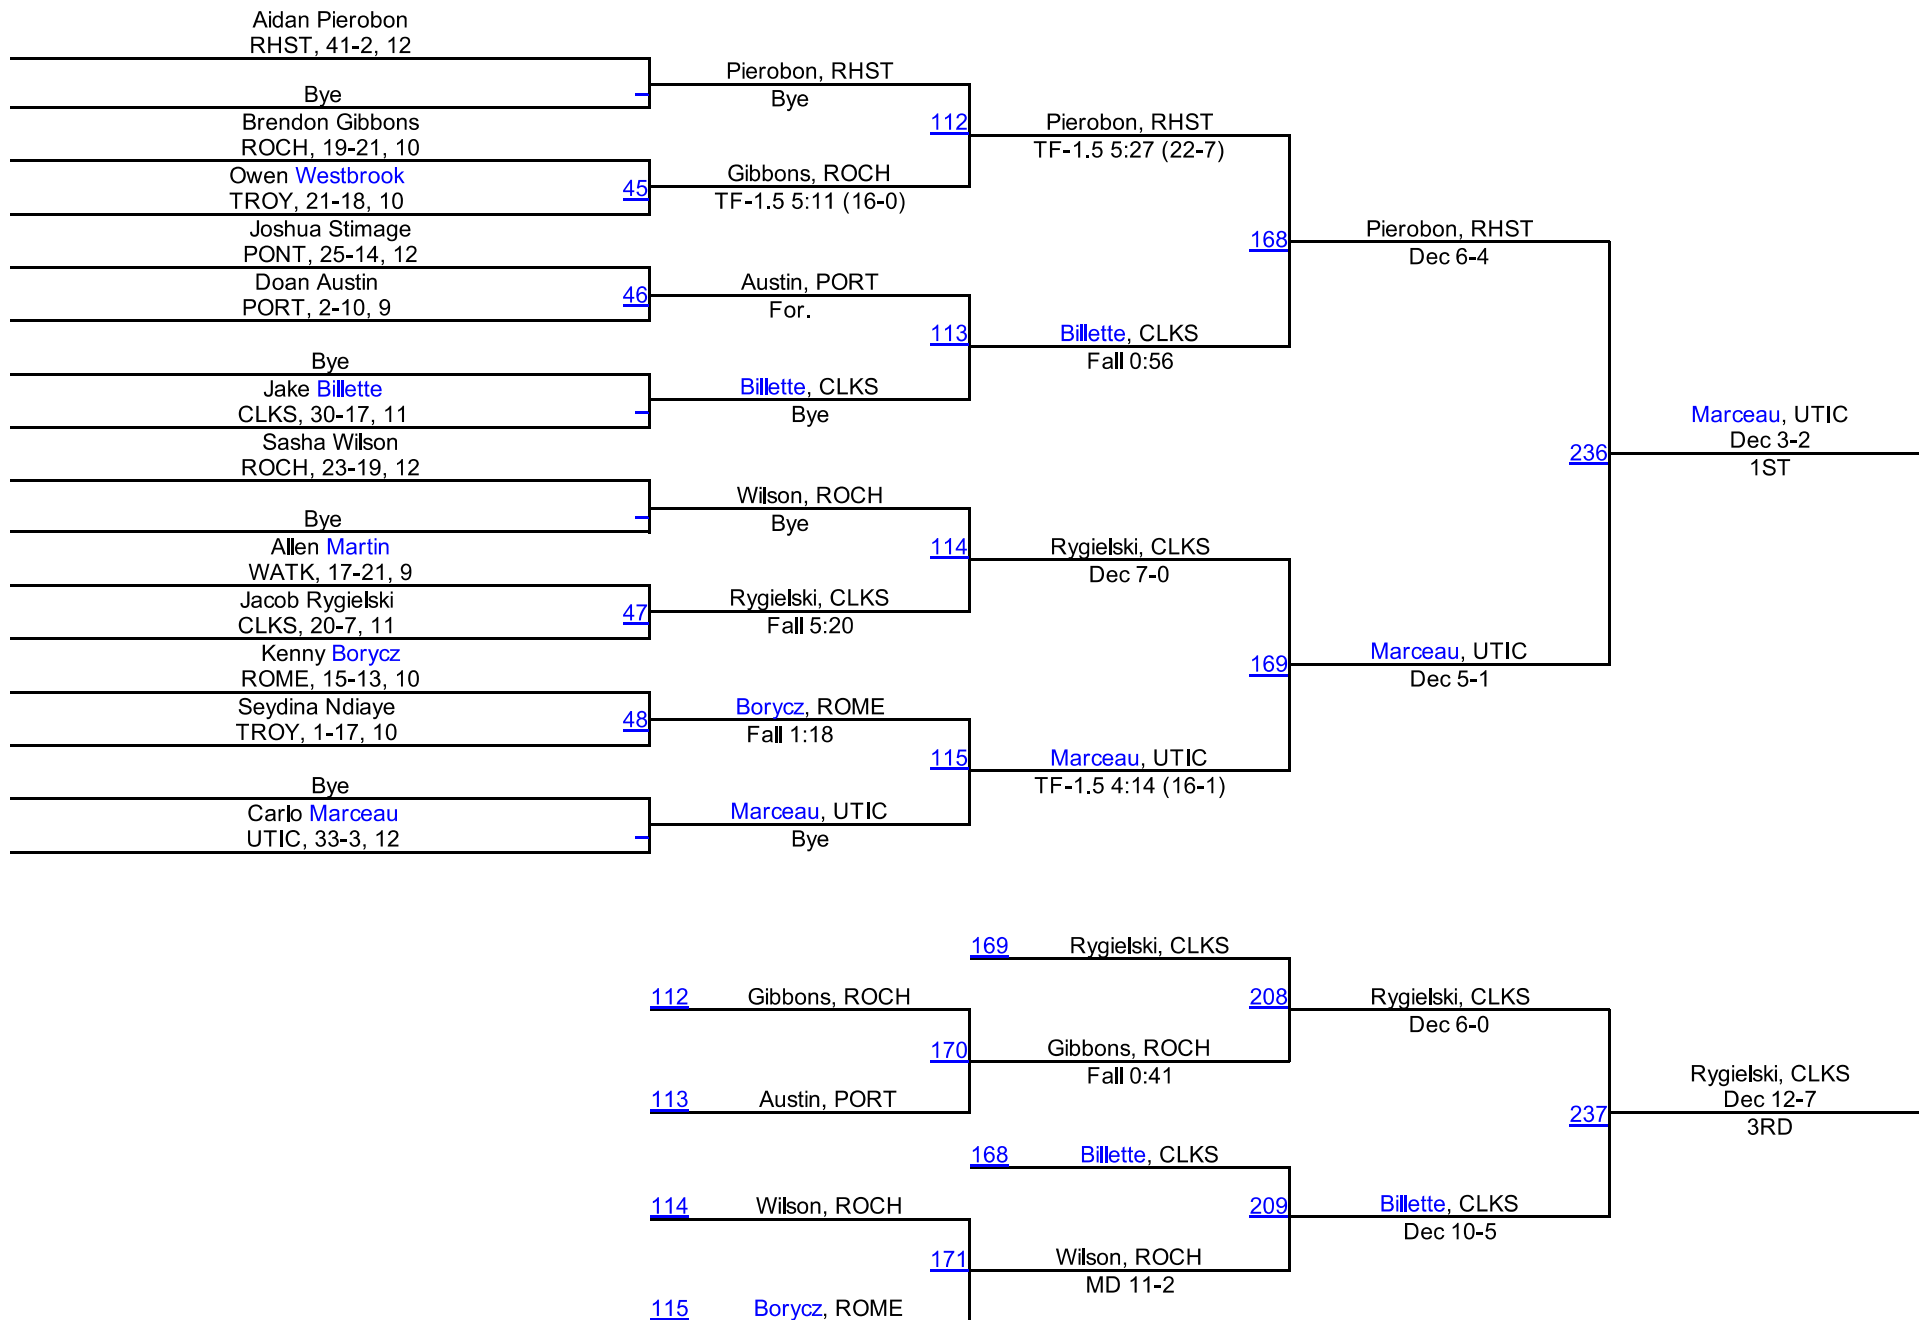 Aidan Pierobon
RHST, 41-2, 12
Bye
Brendon Gibbons
ROCH, 19-21, 10
Owen Westbrook
TROY, 21-18, 10
45
Joshua Stimage
PONT, 25-14, 12
Doan Austin
PORT, 2-10, 9
46
Bye
Jake Billette
CLKS, 30-17, 11
Sasha Wilson
ROCH, 23-19, 12
Bye
Allen Martin
WATK, 17-21, 9
Jacob Rygielski
CLKS, 20-7, 11
47
Kenny Borycz
ROME, 15-13, 10
Seydina Ndiaye
TROY, 1-17, 10
48
Bye
Carlo Marceau
UTIC, 33-3, 12
Pierobon, RHST
Bye
112
Gibbons, ROCH
TF-1.5 5:11 (16-0)
Austin, PORT
For.
113
Billette, CLKS
Bye
Wilson, ROCH
Bye
114
Rygielski, CLKS
Fall 5:20
Borycz, ROME
Fall 1:18
115
Marceau, UTIC
Bye
Pierobon, RHST
TF-1.5 5:27 (22-7)
168
Billette, CLKS
Fall 0:56
Rygielski, CLKS
Dec 7-0
169
Marceau, UTIC
TF-1.5 4:14 (16-1)
Pierobon, RHST
Dec 6-4
236
Marceau, UTIC
Dec 5-1
Marceau, UTIC
Dec 3-2
1ST
169 Rygielski, CLKS
112 Gibbons, ROCH
208
170
Gibbons, ROCH
Fall 0:41
113 Austin, PORT
Rygielski, CLKS
Dec 6-0
237
Rygielski, CLKS
Dec 12-7
3RD
168 Billette, CLKS
114 Wilson, ROCH
209
Billette, CLKS
Dec 10-5
171
Wilson, ROCH
MD 11-2
115 Borycz, ROME